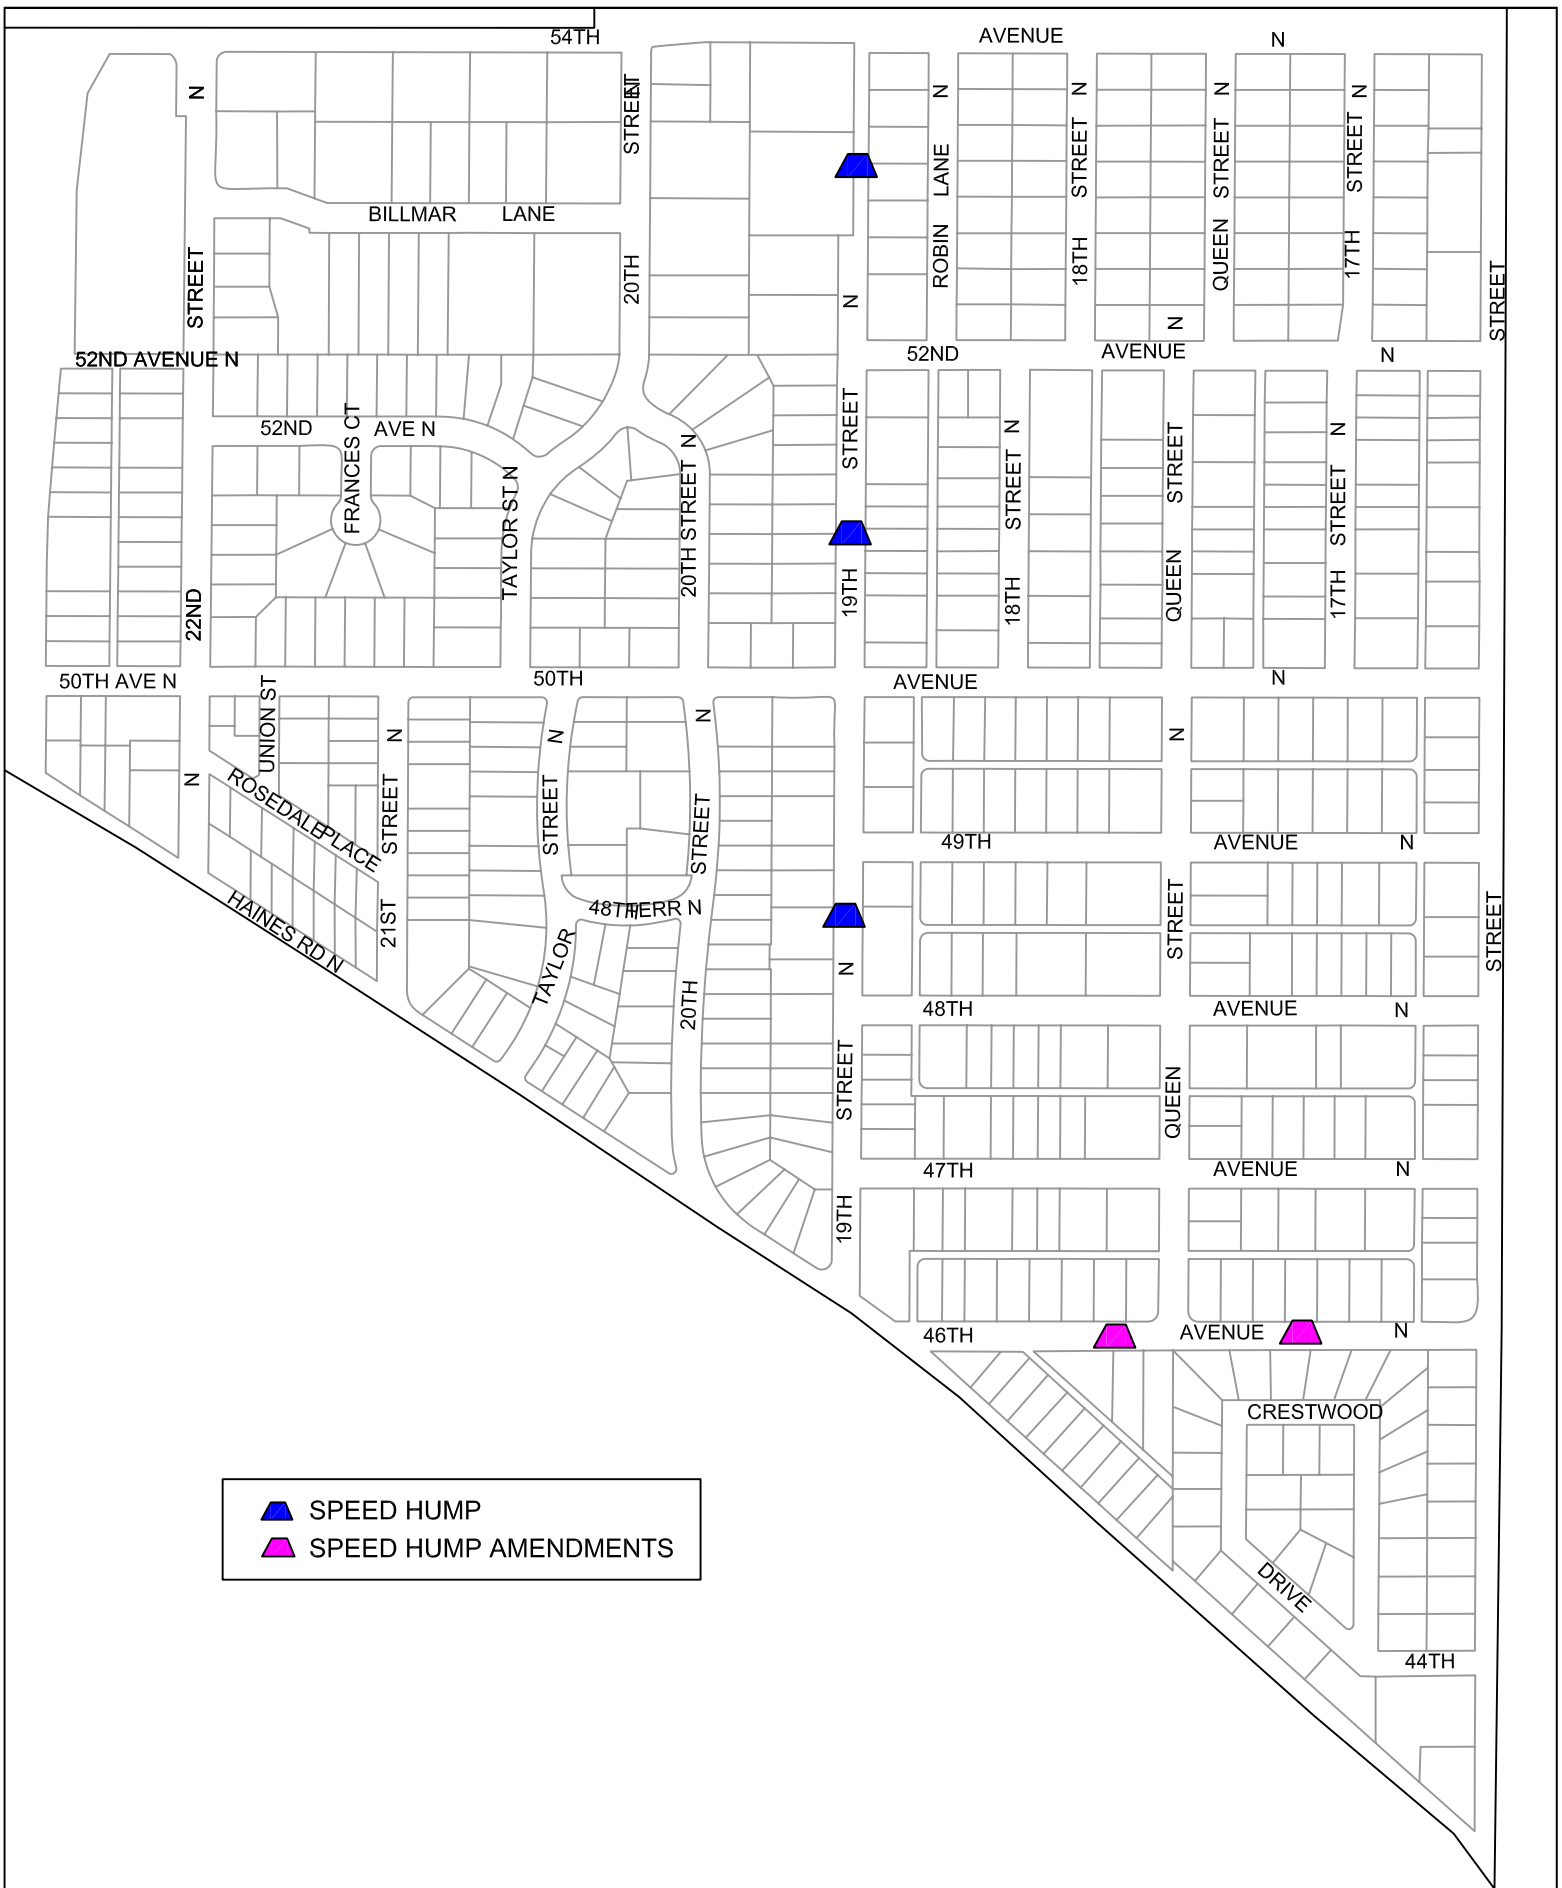 54TH
AVENUE
N
N
STREET
N
N
N
N
N
BILLMAR
LANE
LANE
STREET
STREET
STREET
STREET
20TH
ROBIN
18TH
QUEEN
17TH
STREET
N
N
52ND AVENUE N
52ND
AVENUE
N
52ND
AVE N
FRANCES CT
STREET
N
N
STREET
N
TAYLOR ST N
20TH STREET
STREET
STREET
22ND
19TH
18TH
QUEEN
17TH
50TH AVE N
50TH
AVENUE
N
UNION ST
N
N
N
N
N
ROSEDALE
PLACE
STREET
STREET
STREET
49TH
AVENUE
N
HAINES RD N
21ST
48TH
TERR N
STREET
STREET
TAYLOR
20TH
N
48TH
AVENUE
N
STREET
QUEEN
47TH
AVENUE
N
19TH
46TH
AVENUE
N
CRESTWOOD
DRIVE
44TH
SPEED HUMP
SPEED HUMP AMENDMENTS